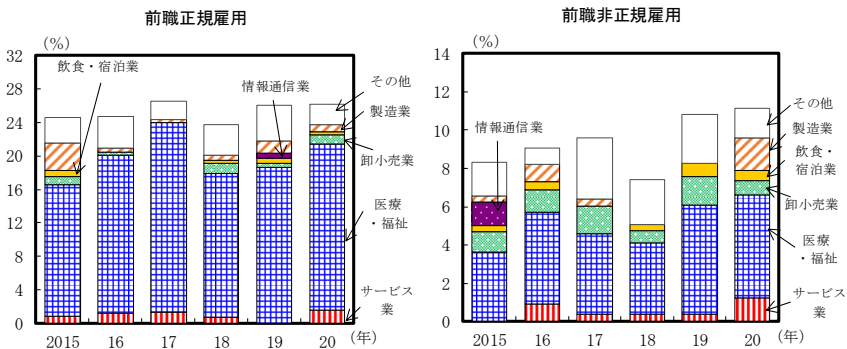 前職正規雇用
(%)
32
28
24
20
16
12
8
4
0
飲食・宿泊業
情報通信業
その他
製造業
卸小売業
医療
・福祉
サービス
業
2015 16 17 18 19 20 (年)
前職非正規雇用
(%)
14
12
10
8
6
4
2
0
情報通信業
その他
製造業
飲食・
宿泊業
卸小売業
医療
・福祉
サービス
業
2015 16 17 18 19 20 (年)